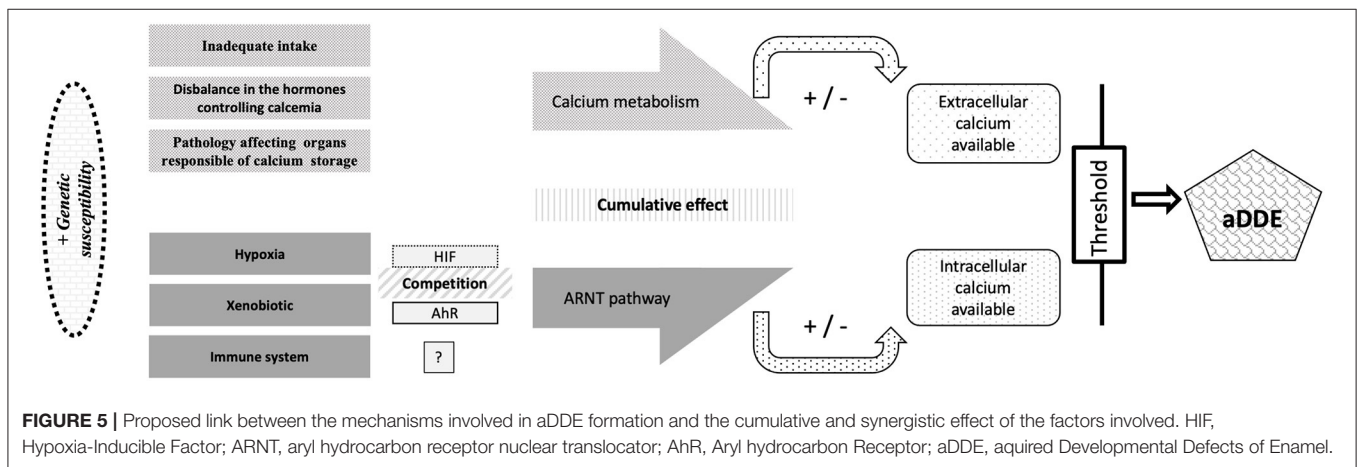 + Genetic
susceptibility
Inadequate intake
Disbalance in the hormones
controlling calcemia
Pathology affecting organs
responsible of calcium storage
Hypoxia
Xenobiotic
Immune system
HIF
Competition
AhR
?
Calcium metabolism
Cumulative effect
ARNT pathway
+ / -
+ / -
Extracellular
calcium
available
Intracellular
calcium
available
Threshold
aDDE
FIGURE 5 | Proposed link between the mechanisms involved in aDDE formation and the cumulative and synergistic effect of the factors involved. HIF,
Hypoxia-Inducible Factor; ARNT, aryl hydrocarbon receptor nuclear translocator; AhR, Aryl hydrocarbon Receptor; aDDE, aquired Developmental Defects of Enamel.